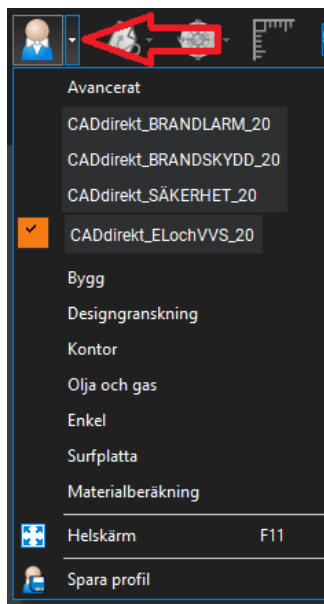 Avancerat
CADdirekt_BRANDLARM_20
CADdirekt_BRANDSKYDD_20
CADdirekt_SÄKERHET_20
CADdirekt_ELochVVS_20
Bygg
Designgranskning
Kontor
Olja och gas
Enkel
Surfplatta
Materialberäkning
Helskärm F11
Spara profil